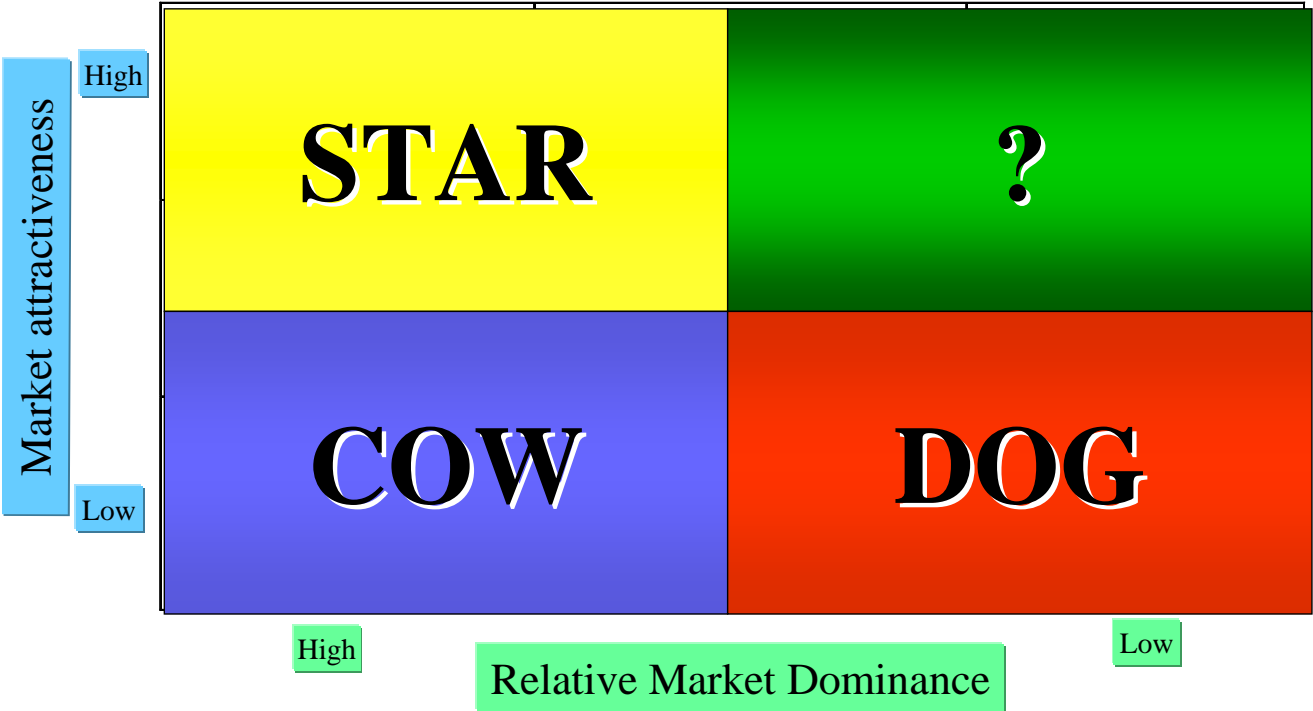 High
Market attractiveness
STAR
?
COW
DOG
Low
High
Low
Relative Market Dominance